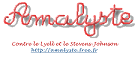 Amalyste
Contre le Lyell et le Stevens-Johnson
http://amalyste.free.fr